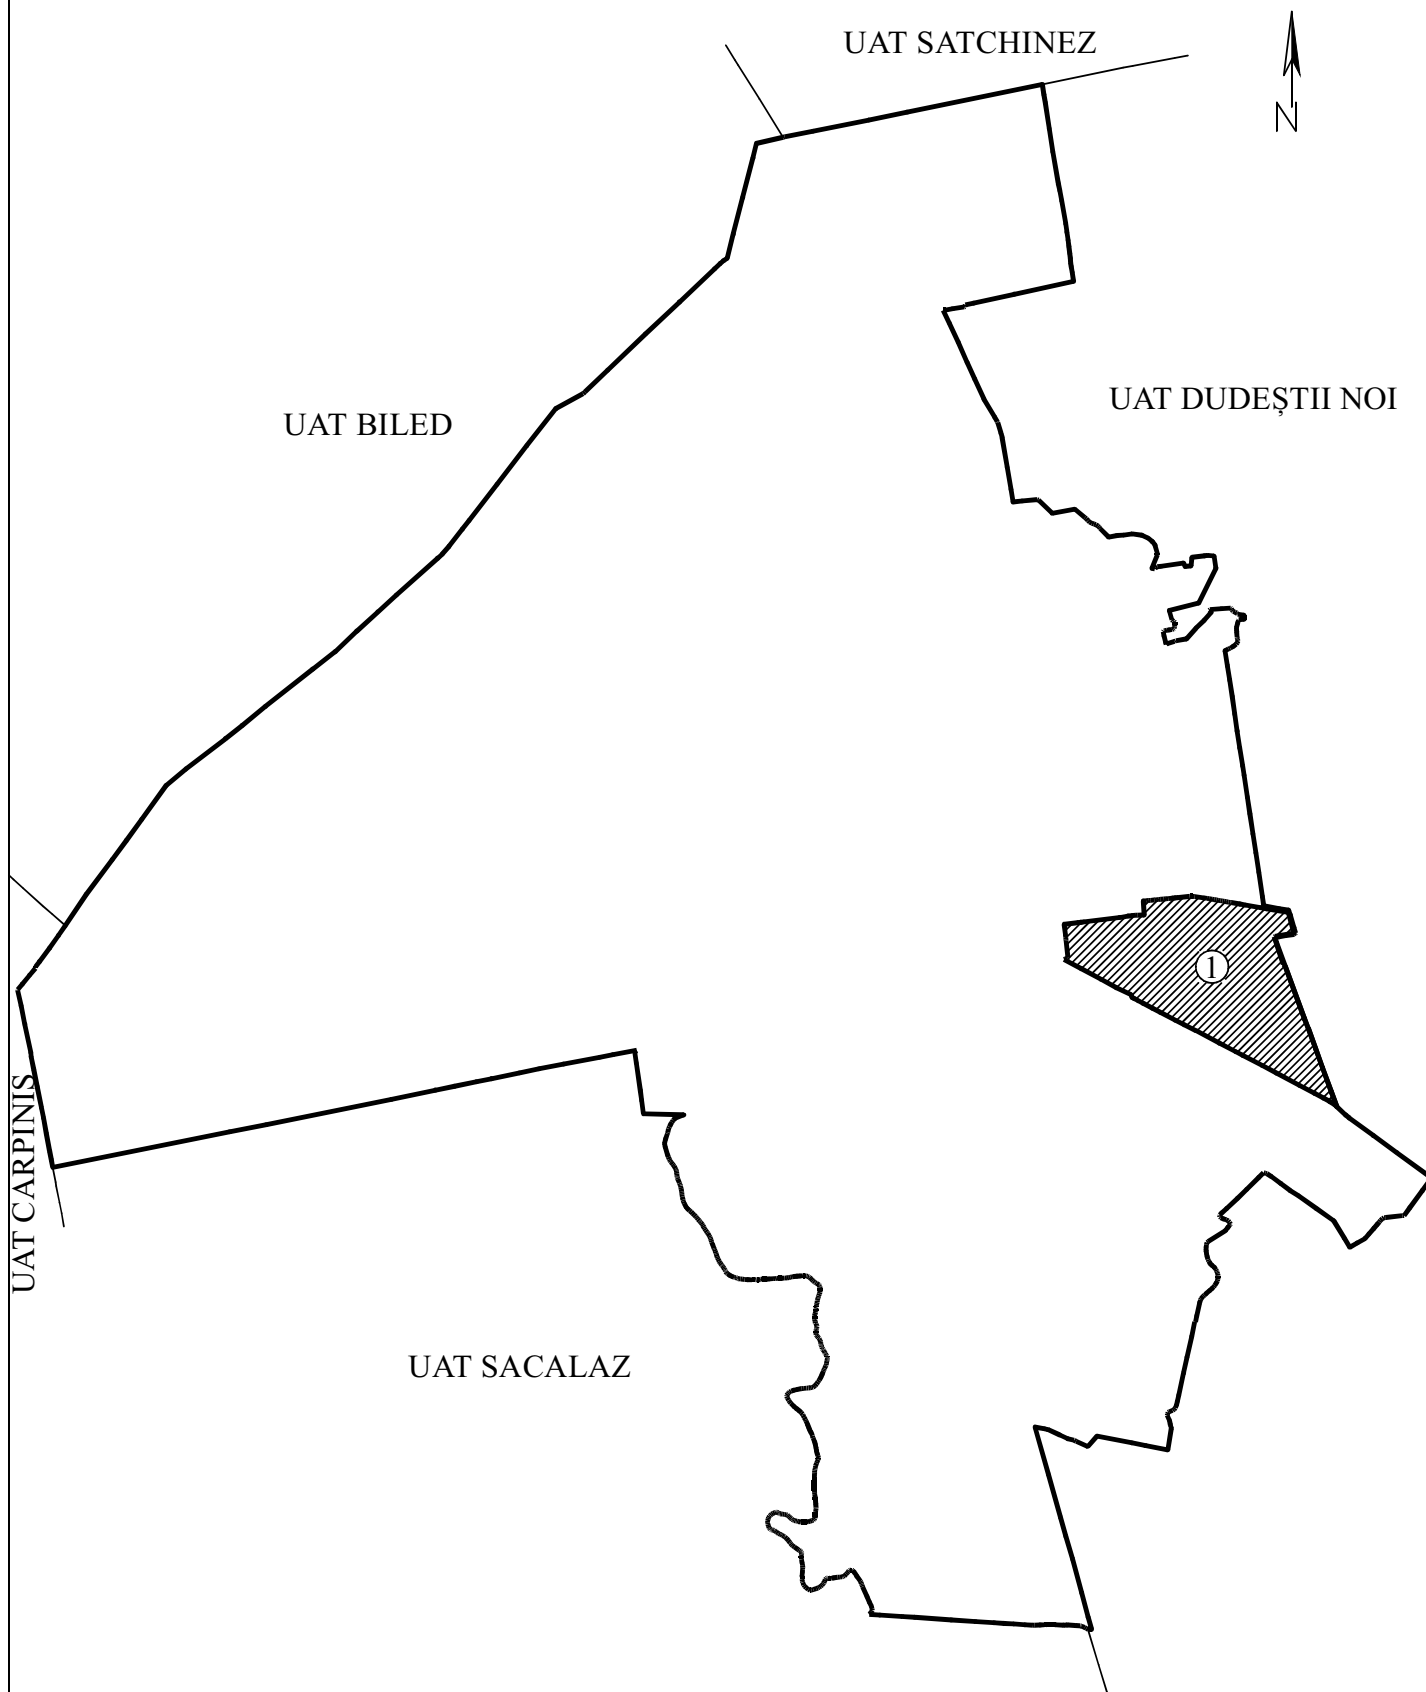 UAT SATCHINEZ
N
UAT DUDEȘTII NOI
UAT BILED
1
UAT CARPINIS
UAT SACALAZ